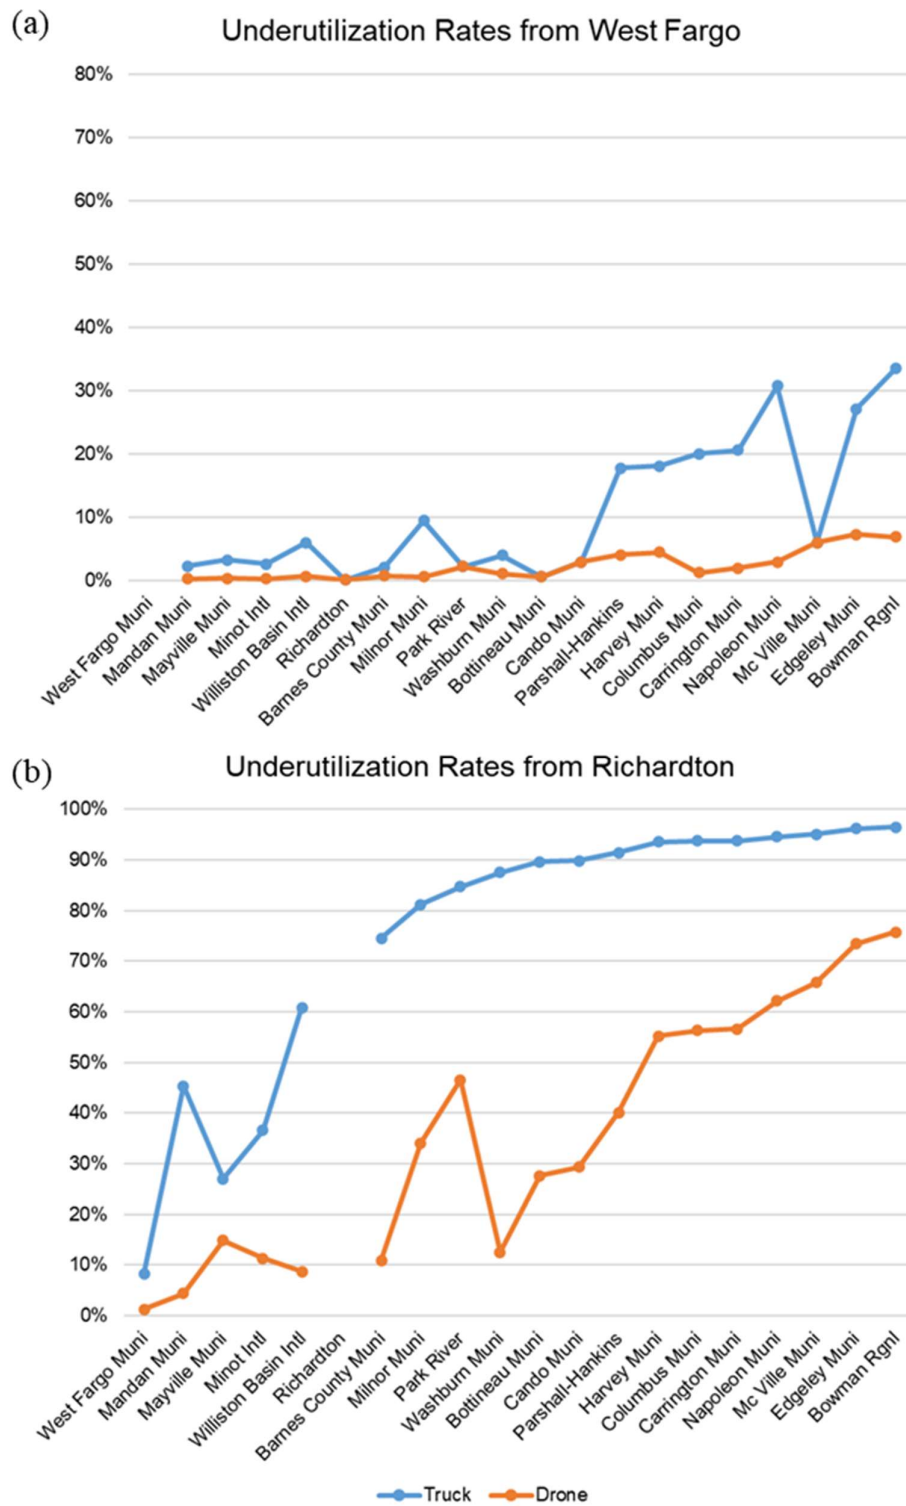 (a)
Underutilization Rates from West Fargo
80%
70%
60%
50%
40%
30%
20%
10%
0%
West Fargo Muni
Mandan Muni
Mayville Muni
Minot Intl
Williston Basin Intl
Richardton
Barnes County Muni
Milnor Muni
Park River
Washburn Muni
Bottineau Muni
Cando Muni
Parshall-Hankins
Harvey Muni
Columbus Muni
Carrington Muni
Napoleon Muni
Mc Ville Muni
Edgeley Muni
Bowman Rgnl
(b)
Underutilization Rates from Richardton
100%
90%
80%
70%
60%
50%
40%
30%
20%
10%
0%
West Fargo Muni
Mandan Muni
Mayville Muni
Minot Intl
Williston Basin Intl
Richardton
Barnes County Muni
Milnor Muni
Park River
Washburn Muni
Bottineau Muni
Cando Muni
Parshall-Hankins
Harvey Muni
Columbus Muni
Carrington Muni
Napoleon Muni
Mc Ville Muni
Edgeley Muni
Bowman Rgnl
Truck
Drone